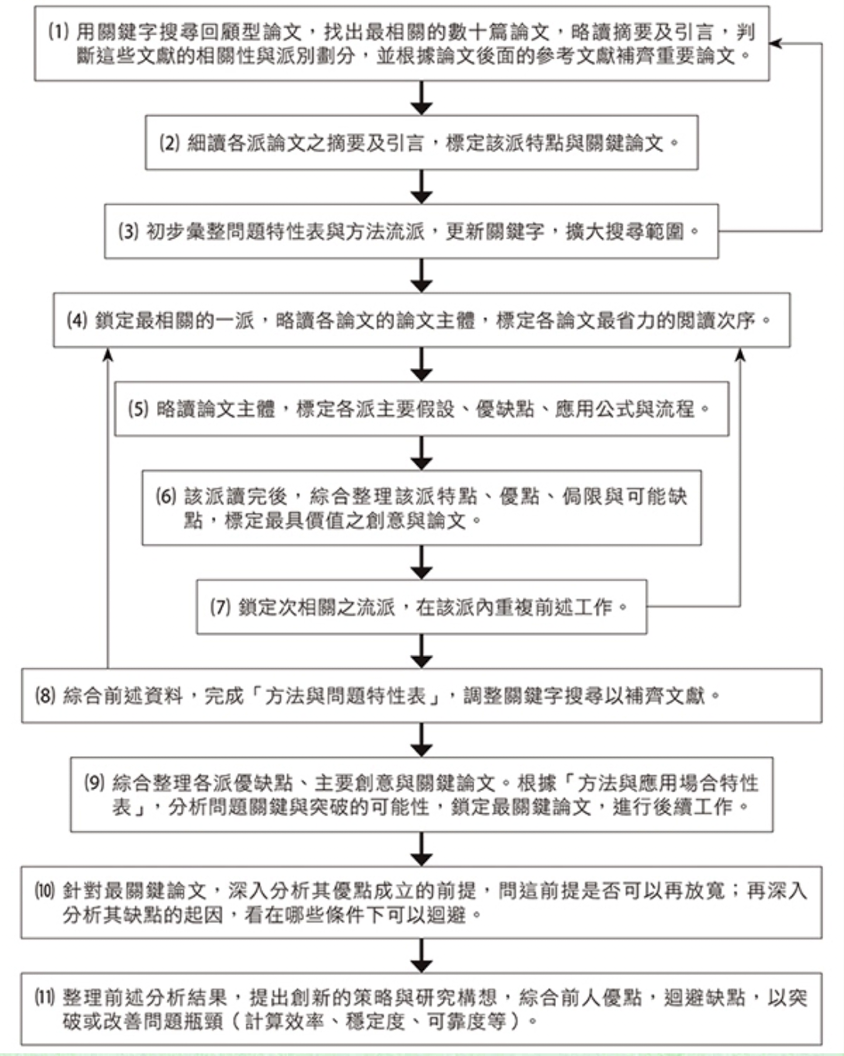 (1) 用關鍵字搜尋回顧型論文，找出最相關的數十篇論文，略讀摘要及引言，判
斷這些文獻的相關性與派別劃分，並根據論文後面的參考文獻補齊重要論文。
(2) 細讀各派論文之摘要及引言，標定該派特點與關鍵論文。
(3) 初步彙整問題特性表與方法流派，更新關鍵字，擴大搜尋範圍。
(4) 鎖定最相關的一派，略讀各論文的論文主體，標定各論文最省力的閱讀次序。
(5) 略讀論文主體，標定各派主要假設、優缺點、應用公式與流程。
(6) 該派讀完後，綜合整理該派特點、優點、侷限與可能缺
點，標定最具價值之創意與論文。
(7) 鎖定次相關之流派，在該派內重複前述工作。
(8) 綜合前述資料，完成「方法與問題特性表」，調整關鍵字搜尋以補齊文獻。
(9) 綜合整理各派優缺點、主要創意與關鍵論文。根據「方法與應用場合特性
表」，分析問題關鍵與突破的可能性，鎖定最關鍵論文，進行後續工作。
(10) 針對最關鍵論文，深入分析其優點成立的前提，問這前提是否可以再放寬；再深入
分析其缺點的起因，看在哪些條件下可以迴避。
(11) 整理前述分析結果，提出創新的策略與研究構想，綜合前人優點，迴避缺點，以突
破或改善問題瓶頸（計算效率、穩定度、可靠度等）。